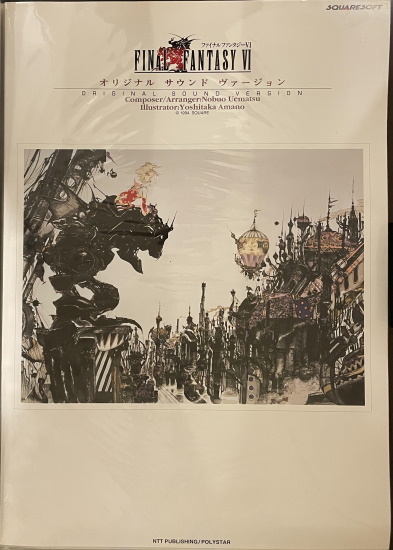 SQUARESOFT
ファイナルファンタジーVI
FINAL FANTASY VI
オリジナル サウンド ヴァージョン
ORIGINAL SOUND VERSION
Composer/Arranger:Nobuo Uematsu
Illustrator:Yoshitaka Amano
© 1994 SQUARE
NTT PUBLISHING/POLYSTAR